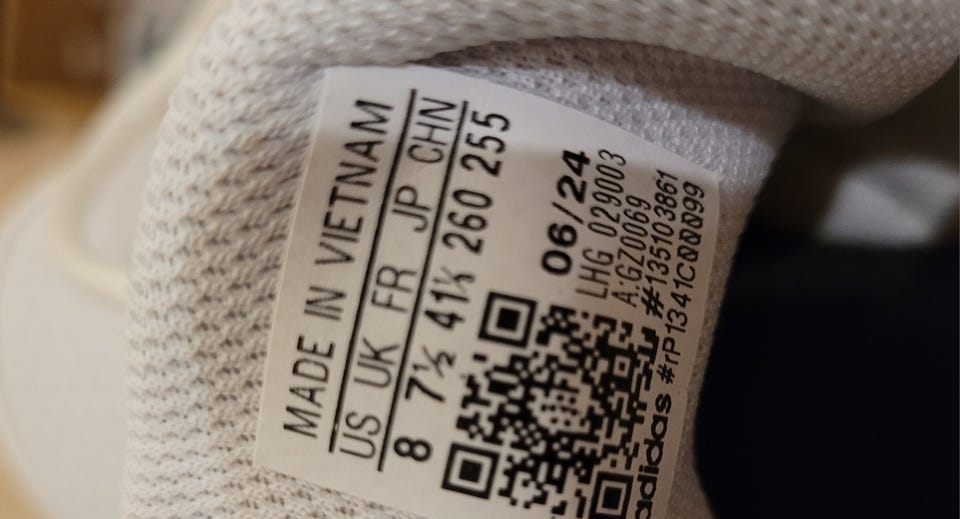 MADE IN VIETNAM
US UK FR JP CHN
8 7½ 41⅓ 260 255
06/24
LHG 029003
A:GZ0069
#135103861
adidas